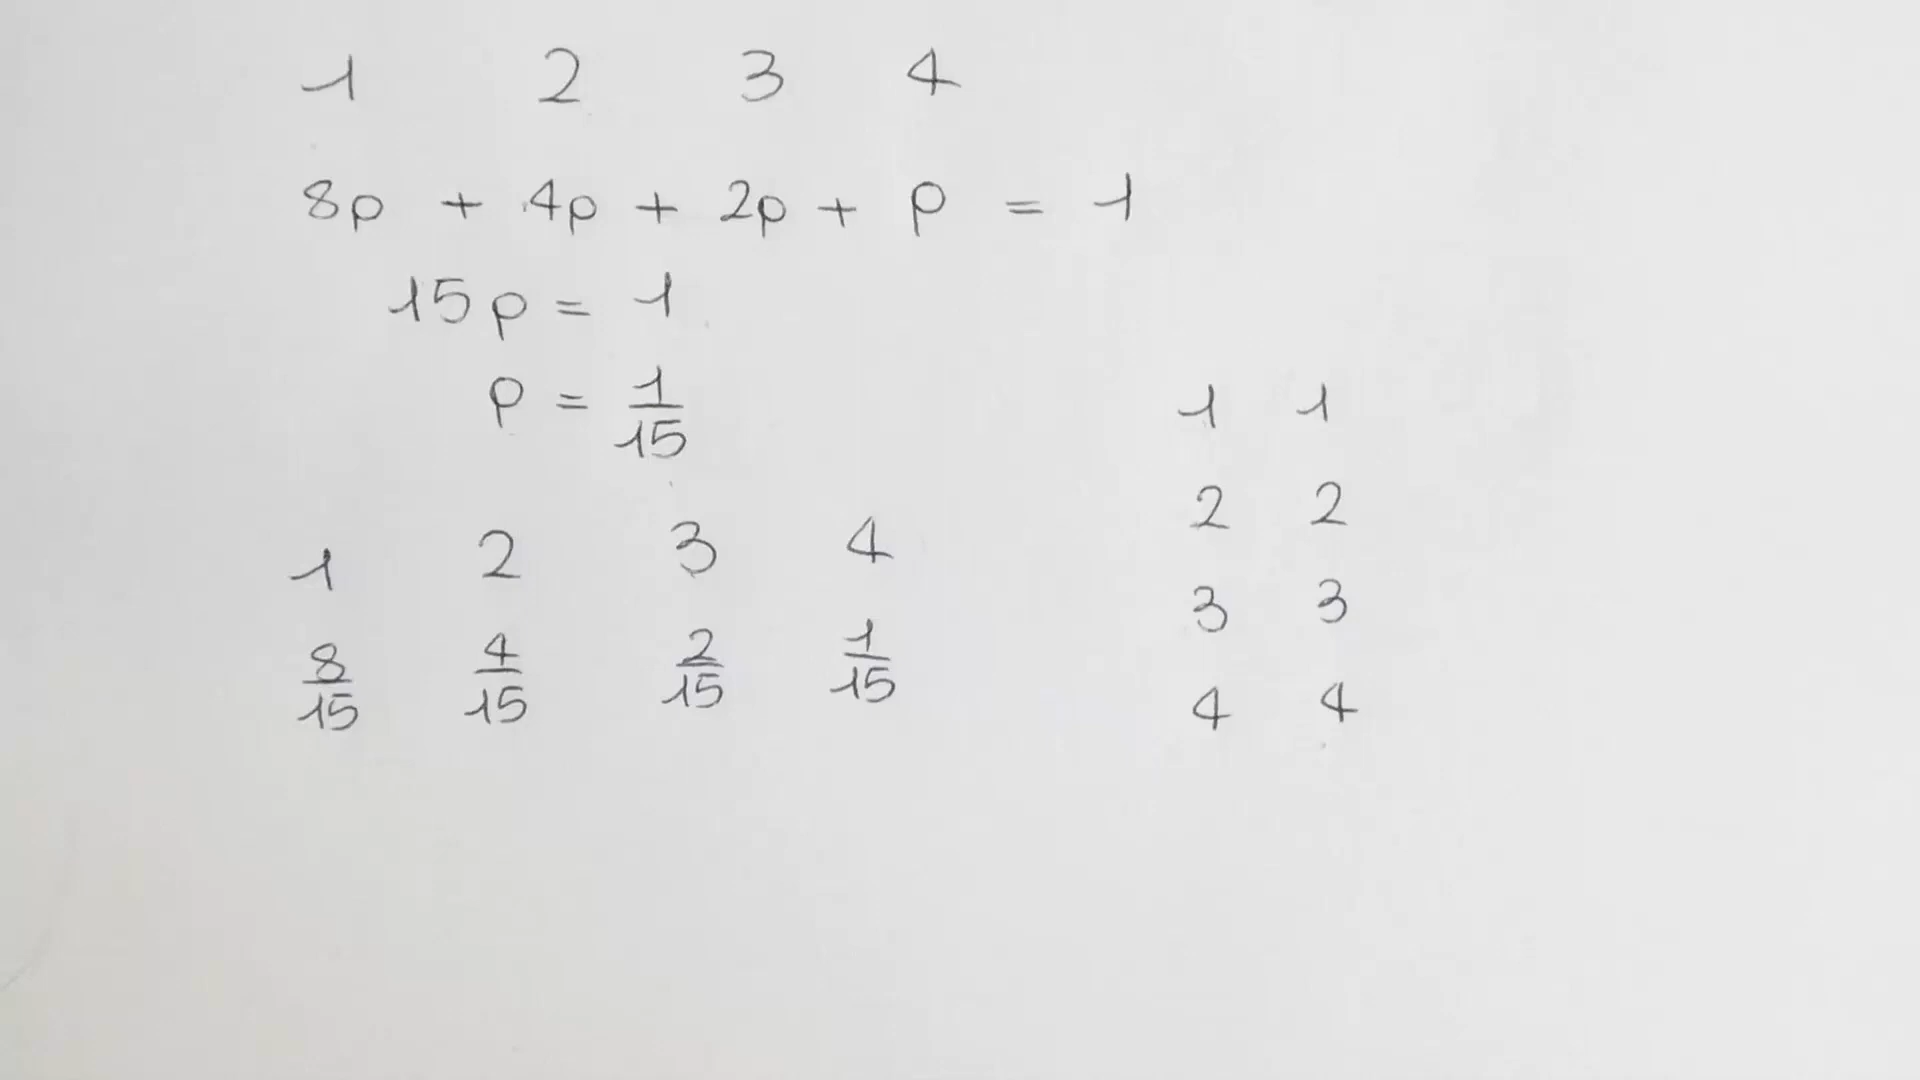 1 2 3 4
8p + 4p + 2p + p = 1
15p = 1
p = 1/15
1 2 3 4
8/15 4/15 2/15 1/15
1 1
2 2
3 3
4 4